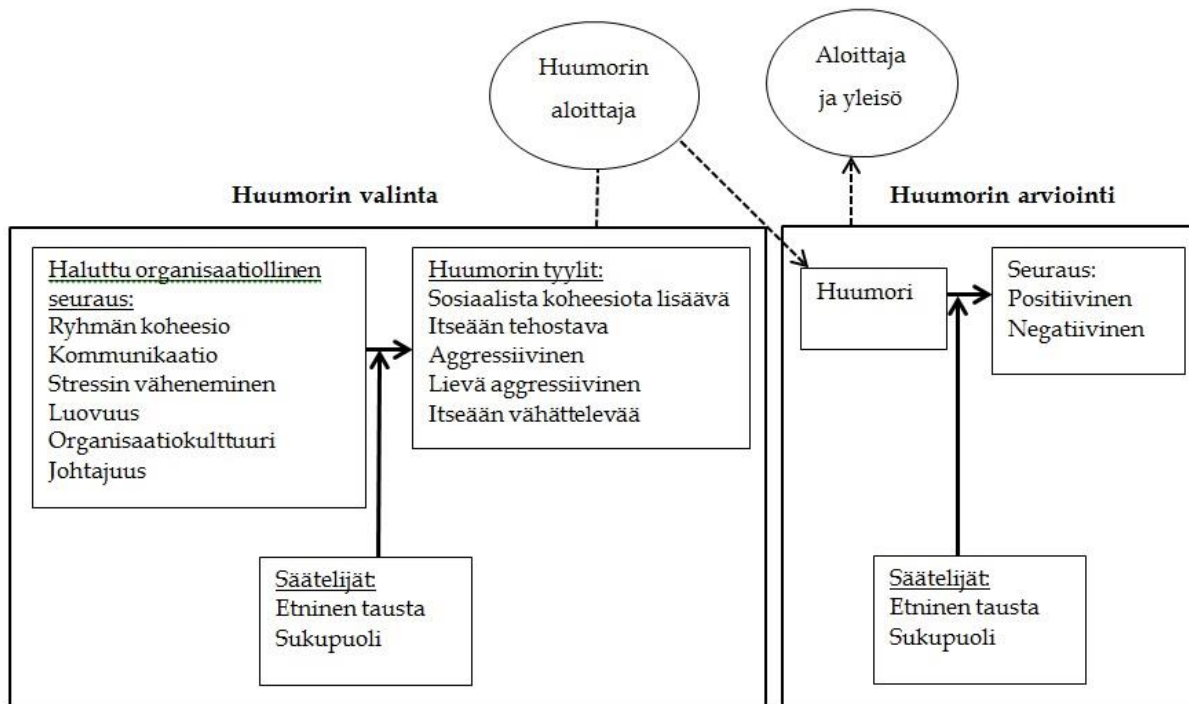 Huumorin
aloittaja
Aloittaja
ja yleisö
Huumorin valinta
Huumorin arviointi
Haluttu organisaatiollinen
seuraus:
Ryhmän koheesio
Kommunikaatio
Stressin väheneminen
Luovuus
Organisaatiokulttuuri
Johtajuus
Huumorin tyylit:
Sosiaalista koheesiota lisäävä
Itseään tehostava
Aggressiivinen
Lievä aggressiivinen
Itseään vähättelevää
Säätelijät:
Etninen tausta
Sukupuoli
Huumori
Seuraus:
Positiivinen
Negatiivinen
Säätelijät:
Etninen tausta
Sukupuoli